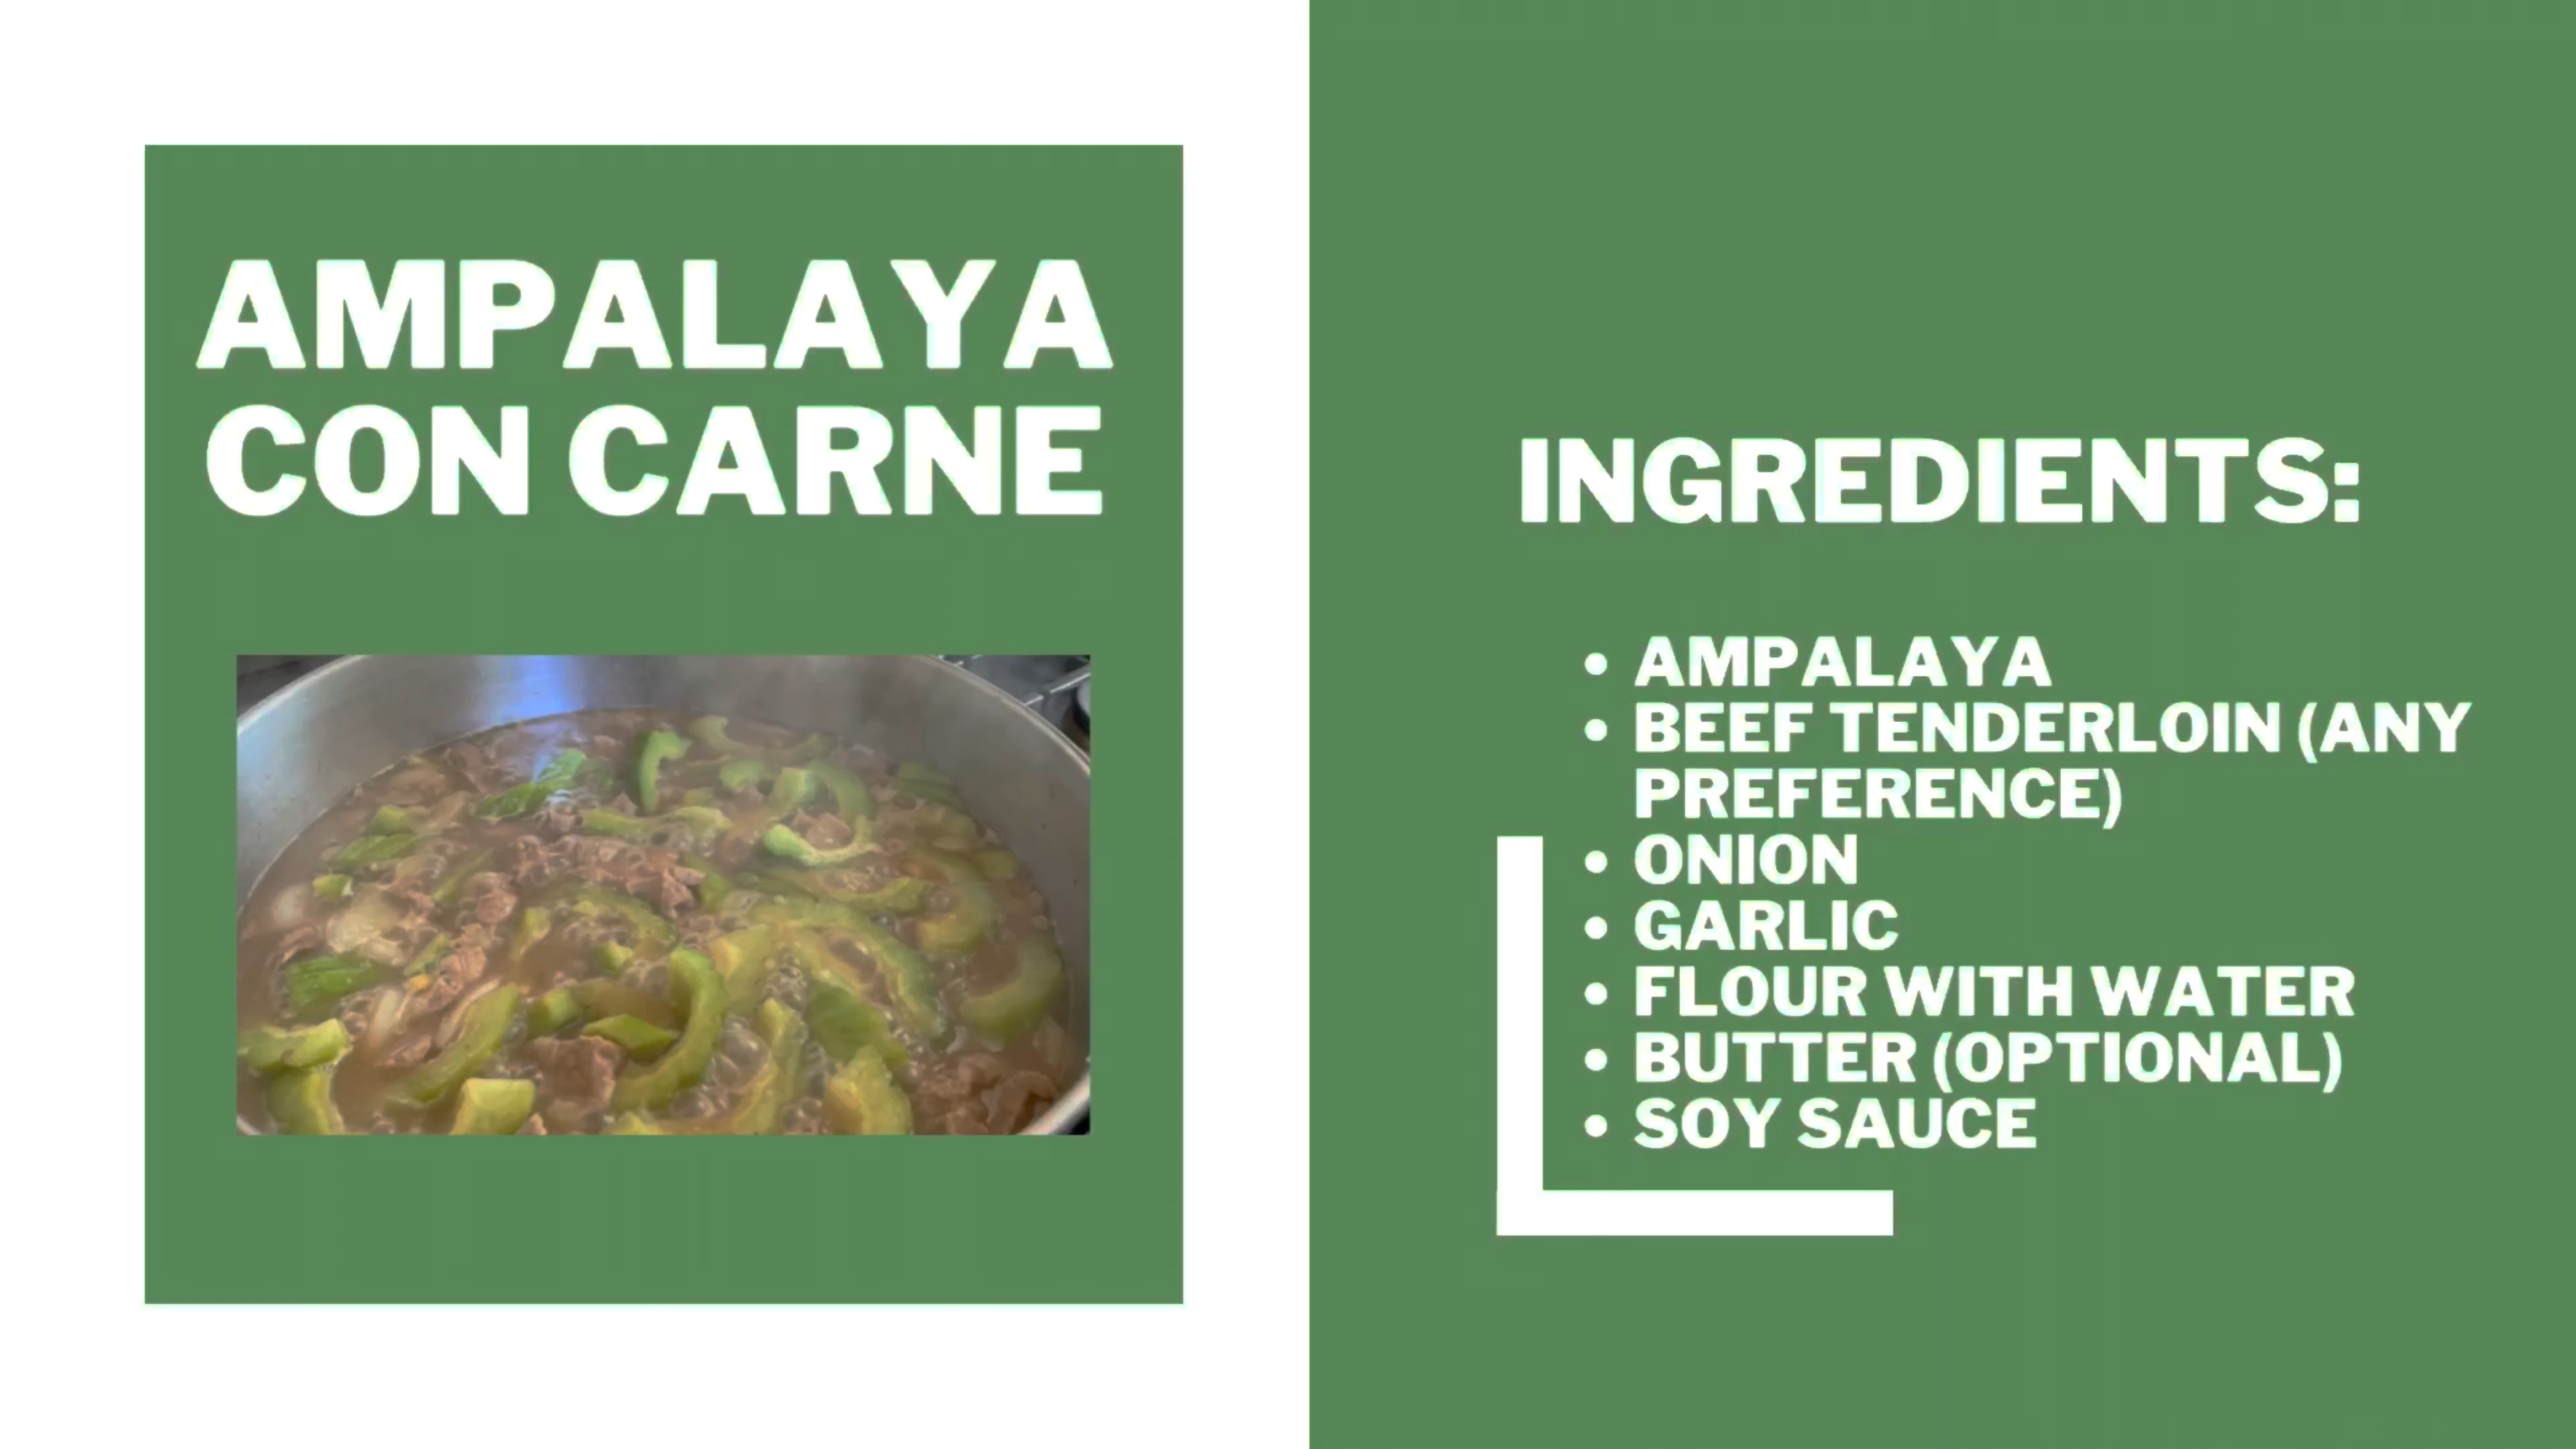 AMPALAYA
CON CARNE
INGREDIENTS:
• AMPALAYA
• BEEF TENDERLOIN (ANY
PREFERENCE)
• ONION
• GARLIC
• FLOUR WITH WATER
• BUTTER (OPTIONAL)
• SOY SAUCE